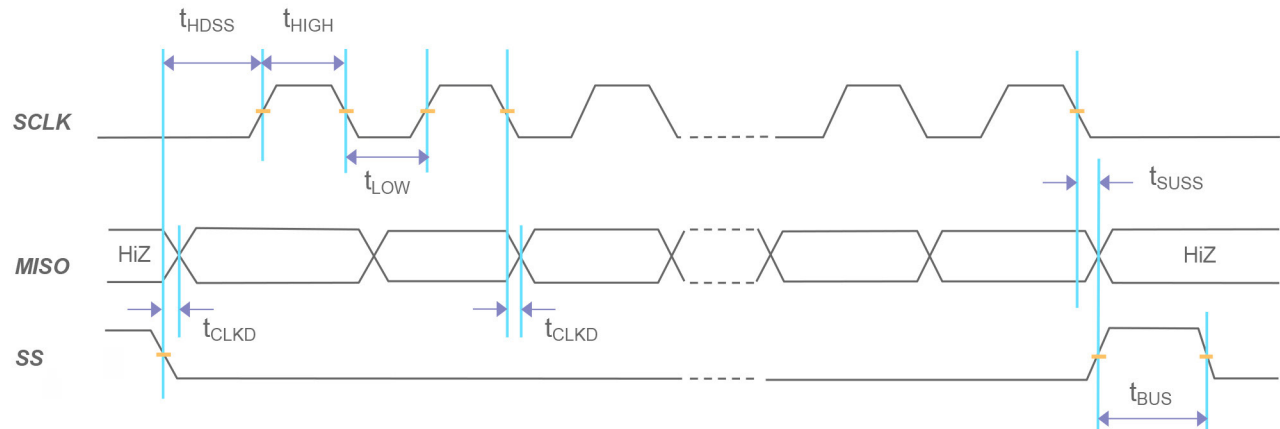 tHDSS tHIGH
SCLK
tLOW
tSUSS
HiZ HiZ
MISO
tCLKD tCLKD
SS
tBUS